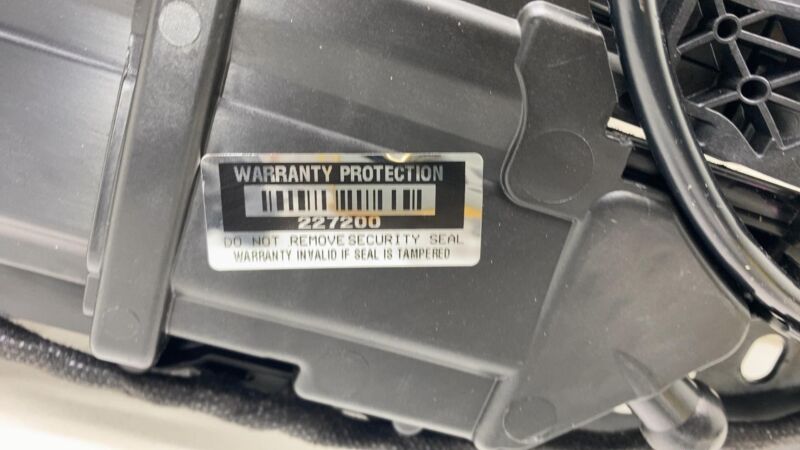 WARRANTY PROTECTION
227200
DO NOT REMOVE SECURITY SEAL
WARRANTY INVALID IF SEAL IS TAMPERED